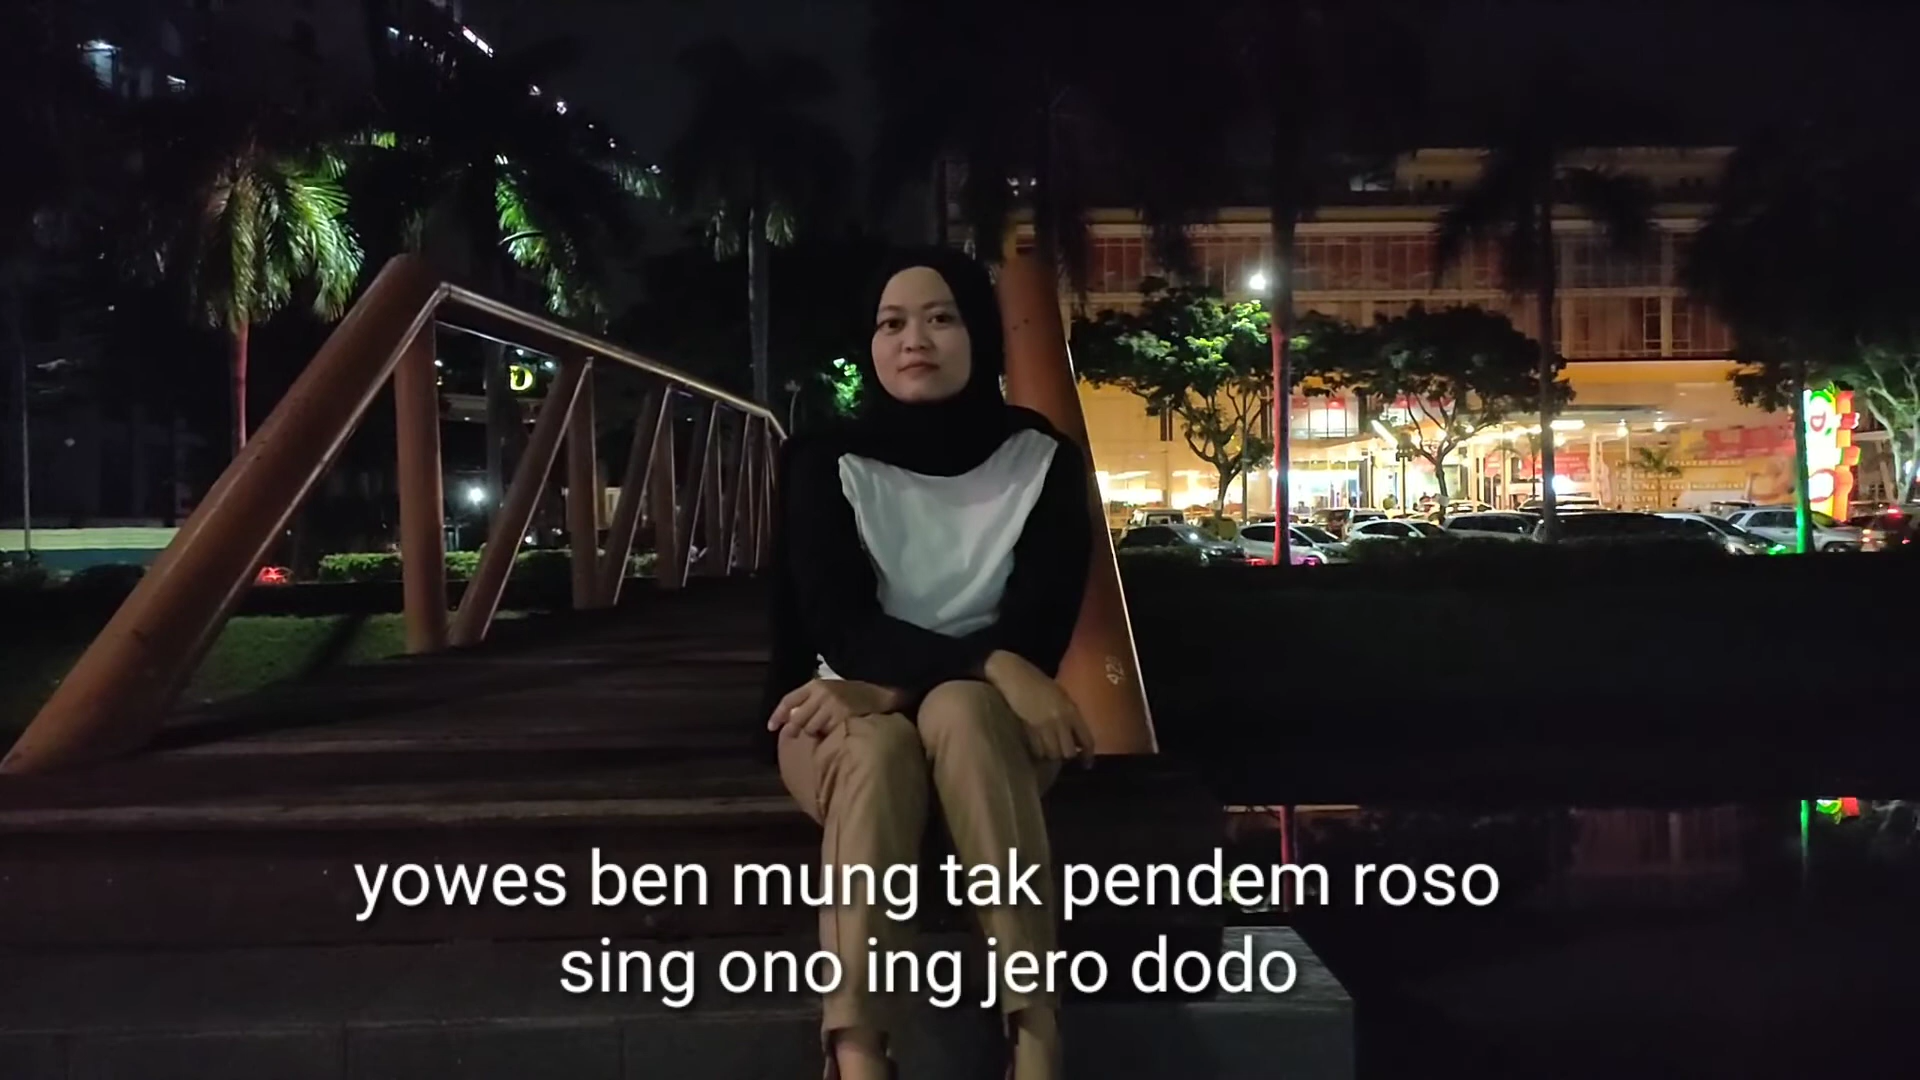 D
yowes ben mung tak pendem roso
sing ono ing jero dodo